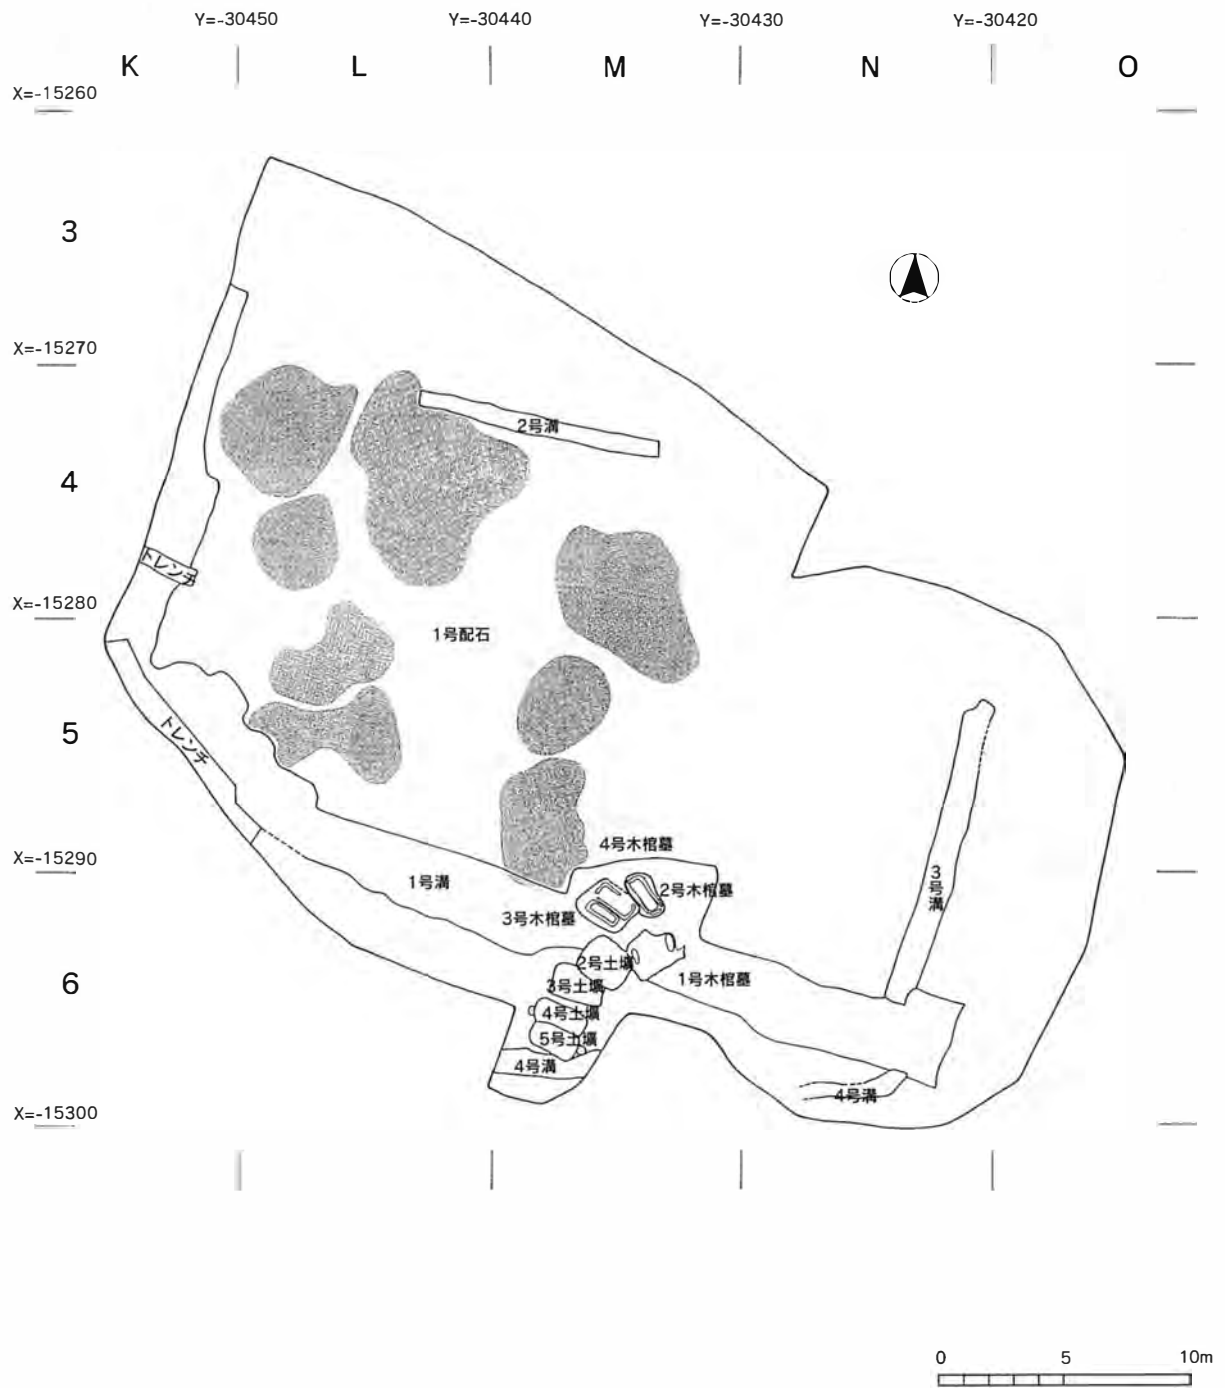 Y=-30450
Y=-30440
Y=-30430
Y=-30420
K
L
M
N
O
X=-15260
3
X=-15270
2号溝
4
トレンチ
X=-15280
1号配石
5
トレンチ
4号木棺墓
X=-15290
1号溝
2号木棺墓
3号溝
3号木棺墓
2号土壙
1号木棺墓
6
3号土壙
4号土壙
5号土壙
4号溝
4号溝
X=-15300
0
5
10m